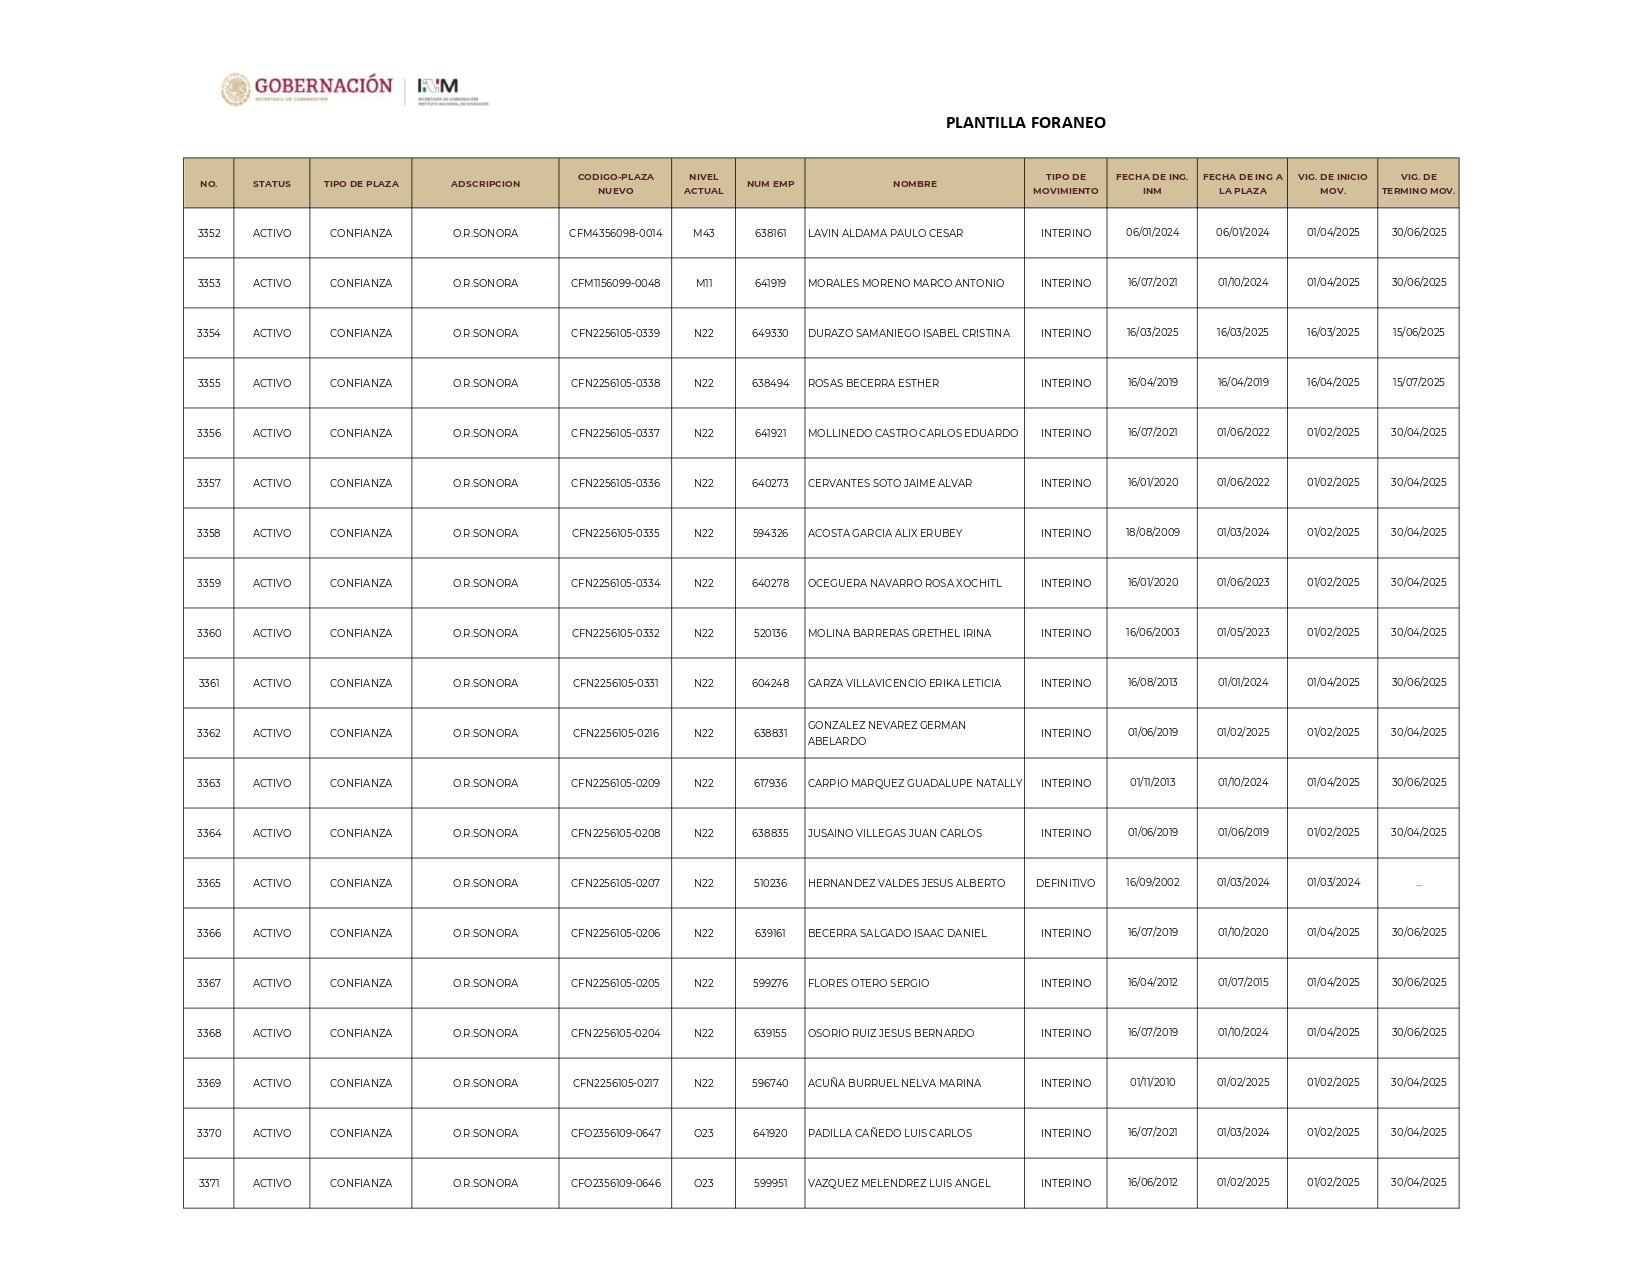 GOBERNACIÓN
SECRETARÍA DE GOBERNACIÓN
INM
SECRETARÍA DE GOBERNACIÓN
INSTITUTO NACIONAL DE MIGRACIÓN
PLANTILLA FORANEO
NO. STATUS TIPO DE PLAZA ADSCRIPCION CODIGO-PLAZA NUEVO NIVEL ACTUAL NUM EMP NOMBRE TIPO DE MOVIMIENTO FECHA DE ING. INM FECHA DE ING A LA PLAZA VIG. DE INICIO MOV. VIG. DE TERMINO MOV.
3352 ACTIVO CONFIANZA O.R.SONORA CFM4356098-0014 M43 638161 LAVIN ALDAMA PAULO CESAR INTERINO 06/01/2024 06/01/2024 01/04/2025 30/06/2025
3353 ACTIVO CONFIANZA O.R.SONORA CFM1156099-0048 M11 641919 MORALES MORENO MARCO ANTONIO INTERINO 16/07/2021 01/10/2024 01/04/2025 30/06/2025
3354 ACTIVO CONFIANZA O.R.SONORA CFN2256105-0339 N22 649330 DURAZO SAMANIEGO ISABEL CRISTINA INTERINO 16/03/2025 16/03/2025 16/03/2025 15/06/2025
3355 ACTIVO CONFIANZA O.R.SONORA CFN2256105-0338 N22 638494 ROSAS BECERRA ESTHER INTERINO 16/04/2019 16/04/2019 16/04/2025 15/07/2025
3356 ACTIVO CONFIANZA O.R.SONORA CFN2256105-0337 N22 641921 MOLLINEDO CASTRO CARLOS EDUARDO INTERINO 16/07/2021 01/06/2022 01/02/2025 30/04/2025
3357 ACTIVO CONFIANZA O.R.SONORA CFN2256105-0336 N22 640273 CERVANTES SOTO JAIME ALVAR INTERINO 16/01/2020 01/06/2022 01/02/2025 30/04/2025
3358 ACTIVO CONFIANZA O.R.SONORA CFN2256105-0335 N22 594326 ACOSTA GARCIA ALIX ERUBEY INTERINO 18/08/2009 01/03/2024 01/02/2025 30/04/2025
3359 ACTIVO CONFIANZA O.R.SONORA CFN2256105-0334 N22 640278 OCEGUERA NAVARRO ROSA XOCHITL INTERINO 16/01/2020 01/06/2023 01/02/2025 30/04/2025
3360 ACTIVO CONFIANZA O.R.SONORA CFN2256105-0332 N22 520136 MOLINA BARRERAS GRETHEL IRINA INTERINO 16/06/2003 01/05/2023 01/02/2025 30/04/2025
3361 ACTIVO CONFIANZA O.R.SONORA CFN2256105-0331 N22 604248 GARZA VILLAVICENCIO ERIKA LETICIA INTERINO 16/08/2013 01/01/2024 01/04/2025 30/06/2025
3362 ACTIVO CONFIANZA O.R.SONORA CFN2256105-0216 N22 638831 GONZALEZ NEVAREZ GERMAN ABELARDO INTERINO 01/06/2019 01/02/2025 01/02/2025 30/04/2025
3363 ACTIVO CONFIANZA O.R.SONORA CFN2256105-0209 N22 617936 CARPIO MARQUEZ GUADALUPE NATALLY INTERINO 01/11/2013 01/10/2024 01/04/2025 30/06/2025
3364 ACTIVO CONFIANZA O.R.SONORA CFN2256105-0208 N22 638835 JUSAINO VILLEGAS JUAN CARLOS INTERINO 01/06/2019 01/06/2019 01/02/2025 30/04/2025
3365 ACTIVO CONFIANZA O.R.SONORA CFN2256105-0207 N22 510236 HERNANDEZ VALDES JESUS ALBERTO DEFINITIVO 16/09/2002 01/03/2024 01/03/2024 ...
3366 ACTIVO CONFIANZA O.R.SONORA CFN2256105-0206 N22 639161 BECERRA SALGADO ISAAC DANIEL INTERINO 16/07/2019 01/10/2020 01/04/2025 30/06/2025
3367 ACTIVO CONFIANZA O.R.SONORA CFN2256105-0205 N22 599276 FLORES OTERO SERGIO INTERINO 16/04/2012 01/07/2015 01/04/2025 30/06/2025
3368 ACTIVO CONFIANZA O.R.SONORA CFN2256105-0204 N22 639155 OSORIO RUIZ JESUS BERNARDO INTERINO 16/07/2019 01/10/2024 01/04/2025 30/06/2025
3369 ACTIVO CONFIANZA O.R.SONORA CFN2256105-0217 N22 596740 ACUÑA BURRUEL NELVA MARINA INTERINO 01/11/2010 01/02/2025 01/02/2025 30/04/2025
3370 ACTIVO CONFIANZA O.R.SONORA CFO2356109-0647 O23 641920 PADILLA CAÑEDO LUIS CARLOS INTERINO 16/07/2021 01/03/2024 01/02/2025 30/04/2025
3371 ACTIVO CONFIANZA O.R.SONORA CFO2356109-0646 O23 599951 VAZQUEZ MELENDREZ LUIS ANGEL INTERINO 16/06/2012 01/02/2025 01/02/2025 30/04/2025